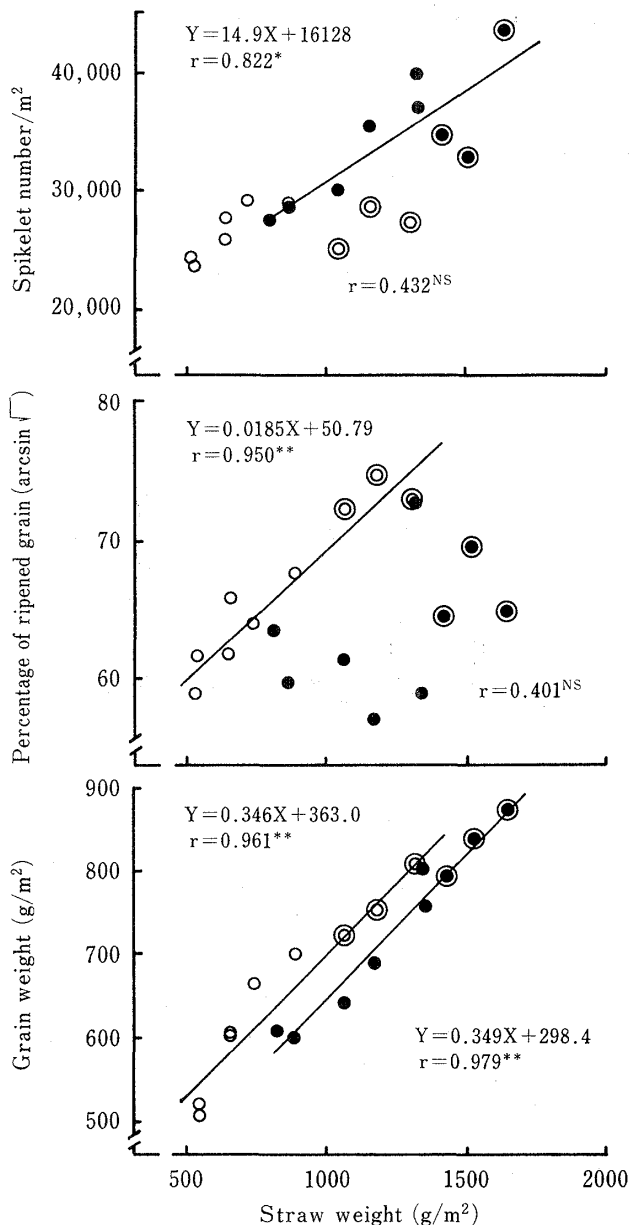 Y=14.9X+16128
r=0.822*
40,000
30,000
20,000
Spikelet number/m²
r=0.432ᴺˢ
80
70
60
Percentage of ripened grain (arcsin √)
Y=0.0185X+50.79
r=0.950**
r=0.401ᴺˢ
900
800
700
600
500
Grain weight (g/m²)
Y=0.346X+363.0
r=0.961**
Y=0.349X+298.4
r=0.979**
500 1000 1500 2000
Straw weight (g/m²)